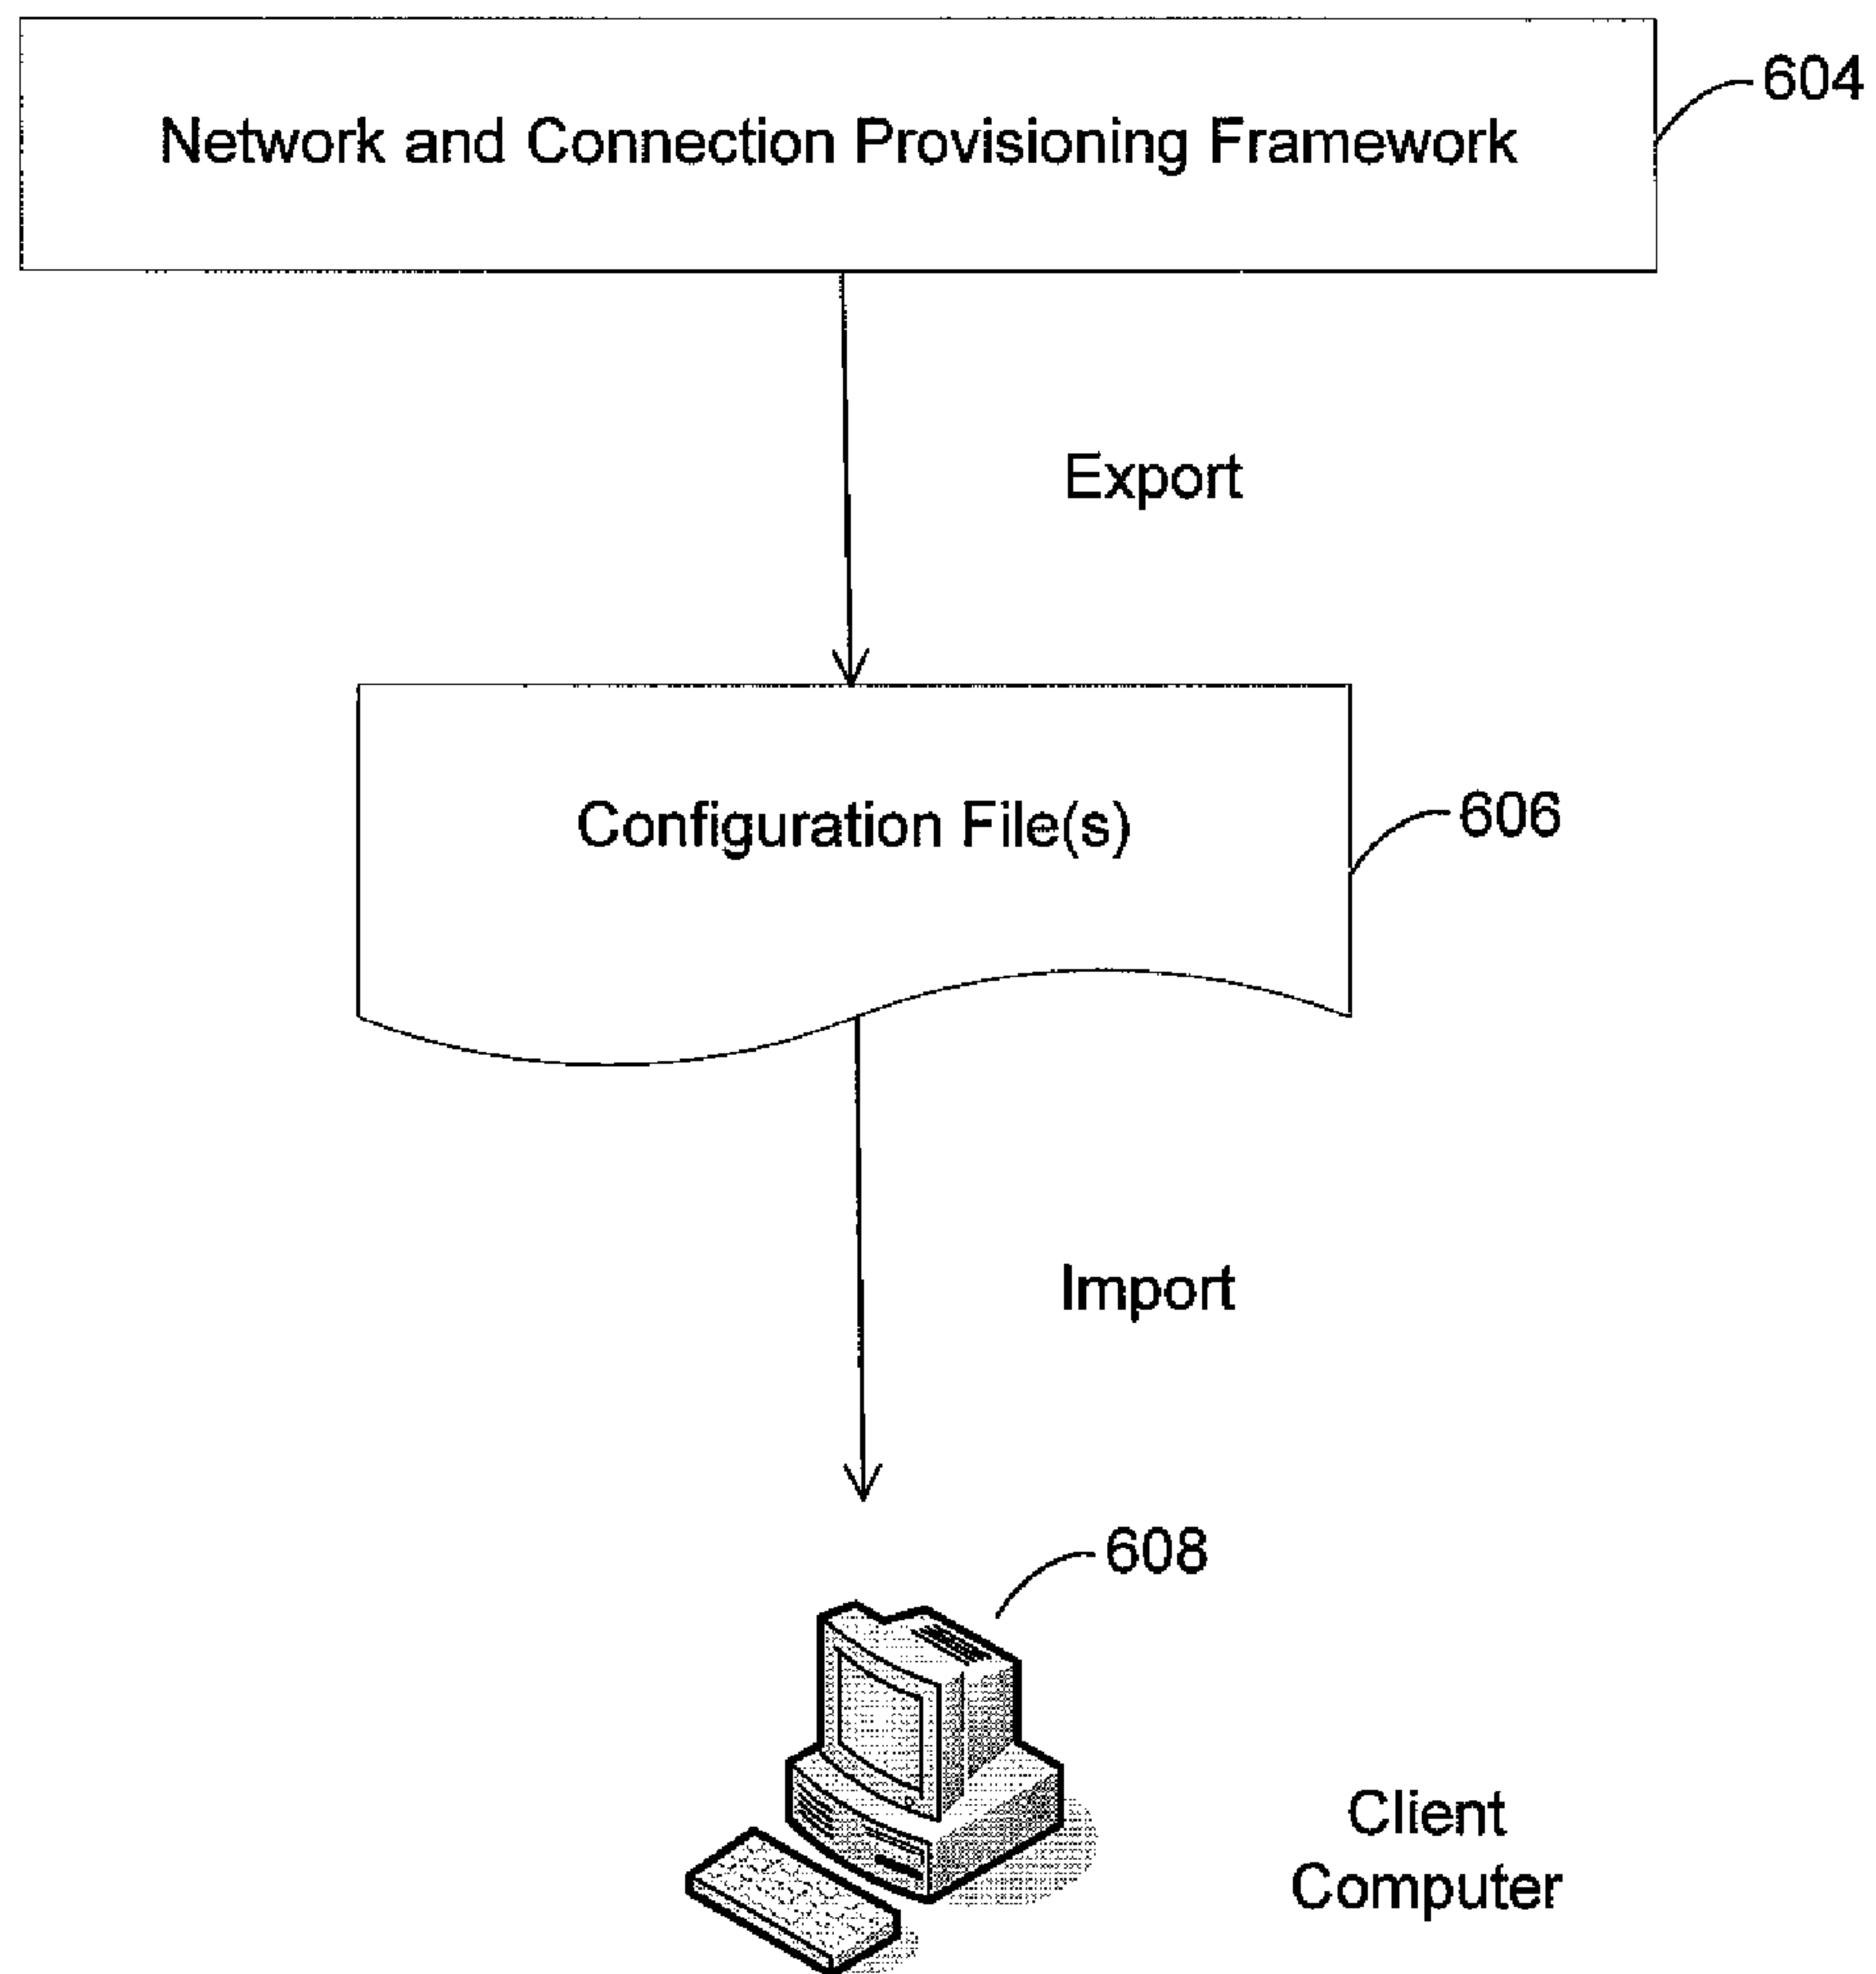 604
Network and Connection Provisioning Framework
Export
Configuration File(s)
606
Import
608
Client
Computer